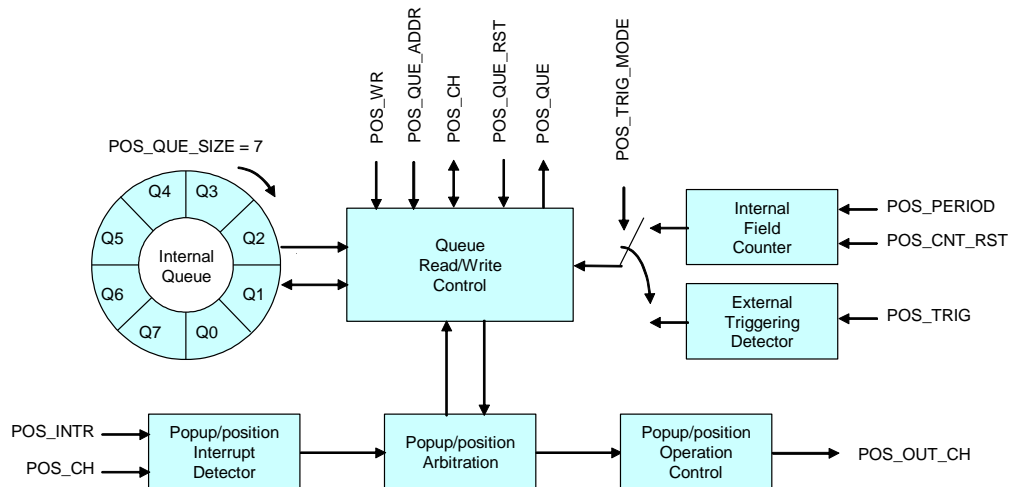 POS_WR
POS_QUE_ADDR
POS_CH
POS_QUE_RST
POS_QUE
POS_TRIG_MODE
POS_QUE_SIZE = 7
Q4
Q3
Q5
Q2
Q6
Q1
Q7
Q0
Internal
Queue
Queue
Read/Write
Control
Internal
Field
Counter
POS_PERIOD
POS_CNT_RST
External
Triggering
Detector
POS_TRIG
POS_INTR
POS_CH
Popup/position
Interrupt
Detector
Popup/position
Arbitration
Popup/position
Operation
Control
POS_OUT_CH